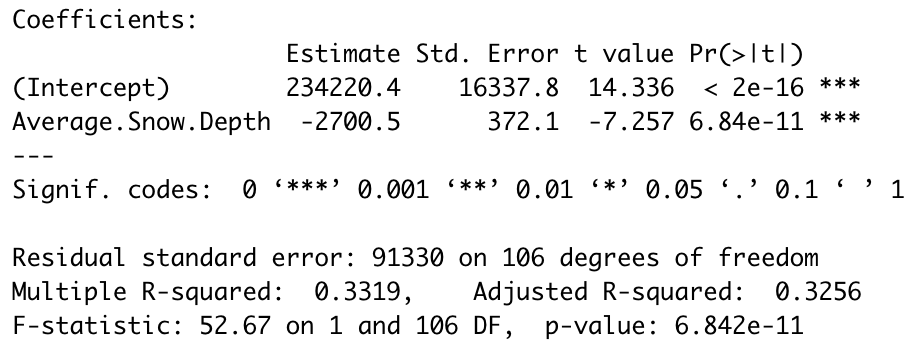 Coefficients:
                   Estimate Std. Error t value Pr(>|t|)
(Intercept)        234220.4    16337.8  14.336  < 2e-16 ***
Average.Snow.Depth  -2700.5      372.1  -7.257 6.84e-11 ***
---
Signif. codes:  0 ‘***’ 0.001 ‘**’ 0.01 ‘*’ 0.05 ‘.’ 0.1 ‘ ’ 1

Residual standard error: 91330 on 106 degrees of freedom
Multiple R-squared:  0.3319,    Adjusted R-squared:  0.3256
F-statistic: 52.67 on 1 and 106 DF,  p-value: 6.842e-11